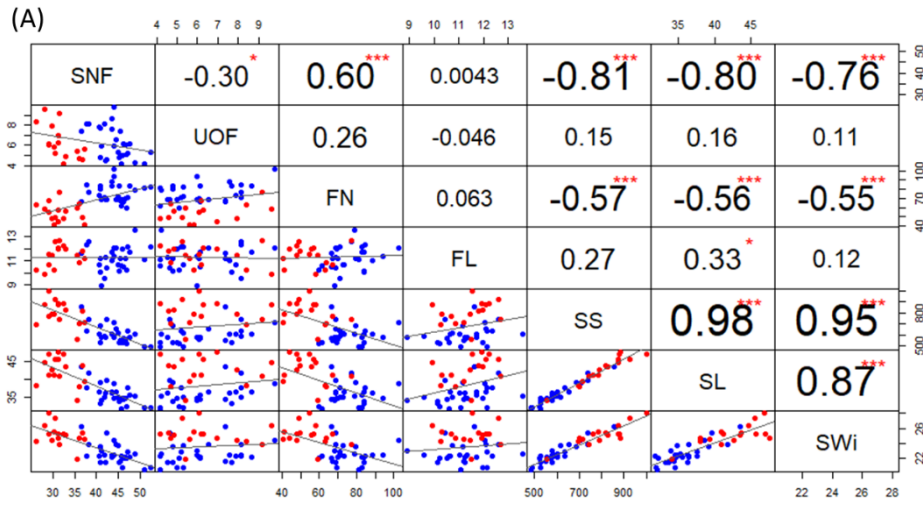 (A)
4 5 6 7 8 9 9 10 11 12 13 35 40 45
SNF -0.30 * 0.60 *** 0.0043 -0.81 *** -0.80 *** -0.76 *** 30 40 50
4 6 8 UOF 0.26 -0.046 0.15 0.16 0.11
FN 0.063 -0.57 *** -0.56 *** -0.55 *** 40 70 100
9 11 13 FL 0.27 0.33 * 0.12
SS 0.98 *** 0.95 *** 500 800
35 45 SL 0.87 ***
SWi 22 26
30 35 40 45 50 40 60 80 100 500 700 900 22 24 26 28